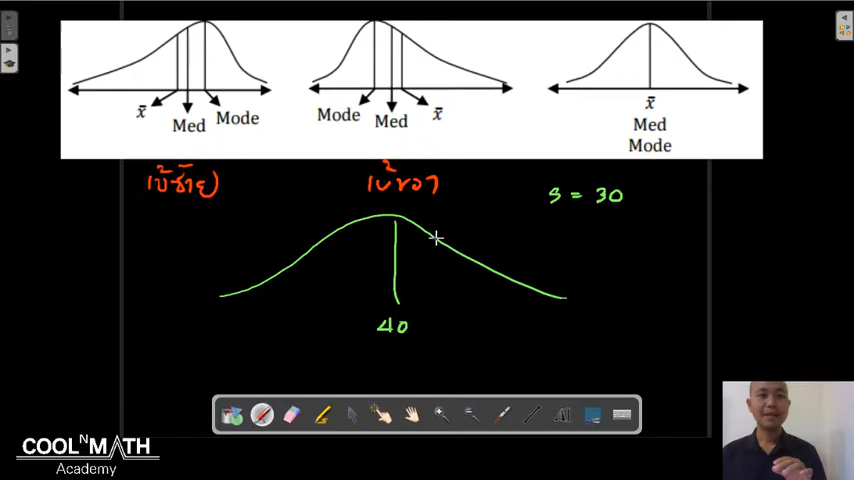 x̄ Med Mode
Mode Med x̄
x̄
Med
Mode
(เบ้ซ้าย)
เบ้ขวา
S = 30
40
AI
COOL N MATH
Academy